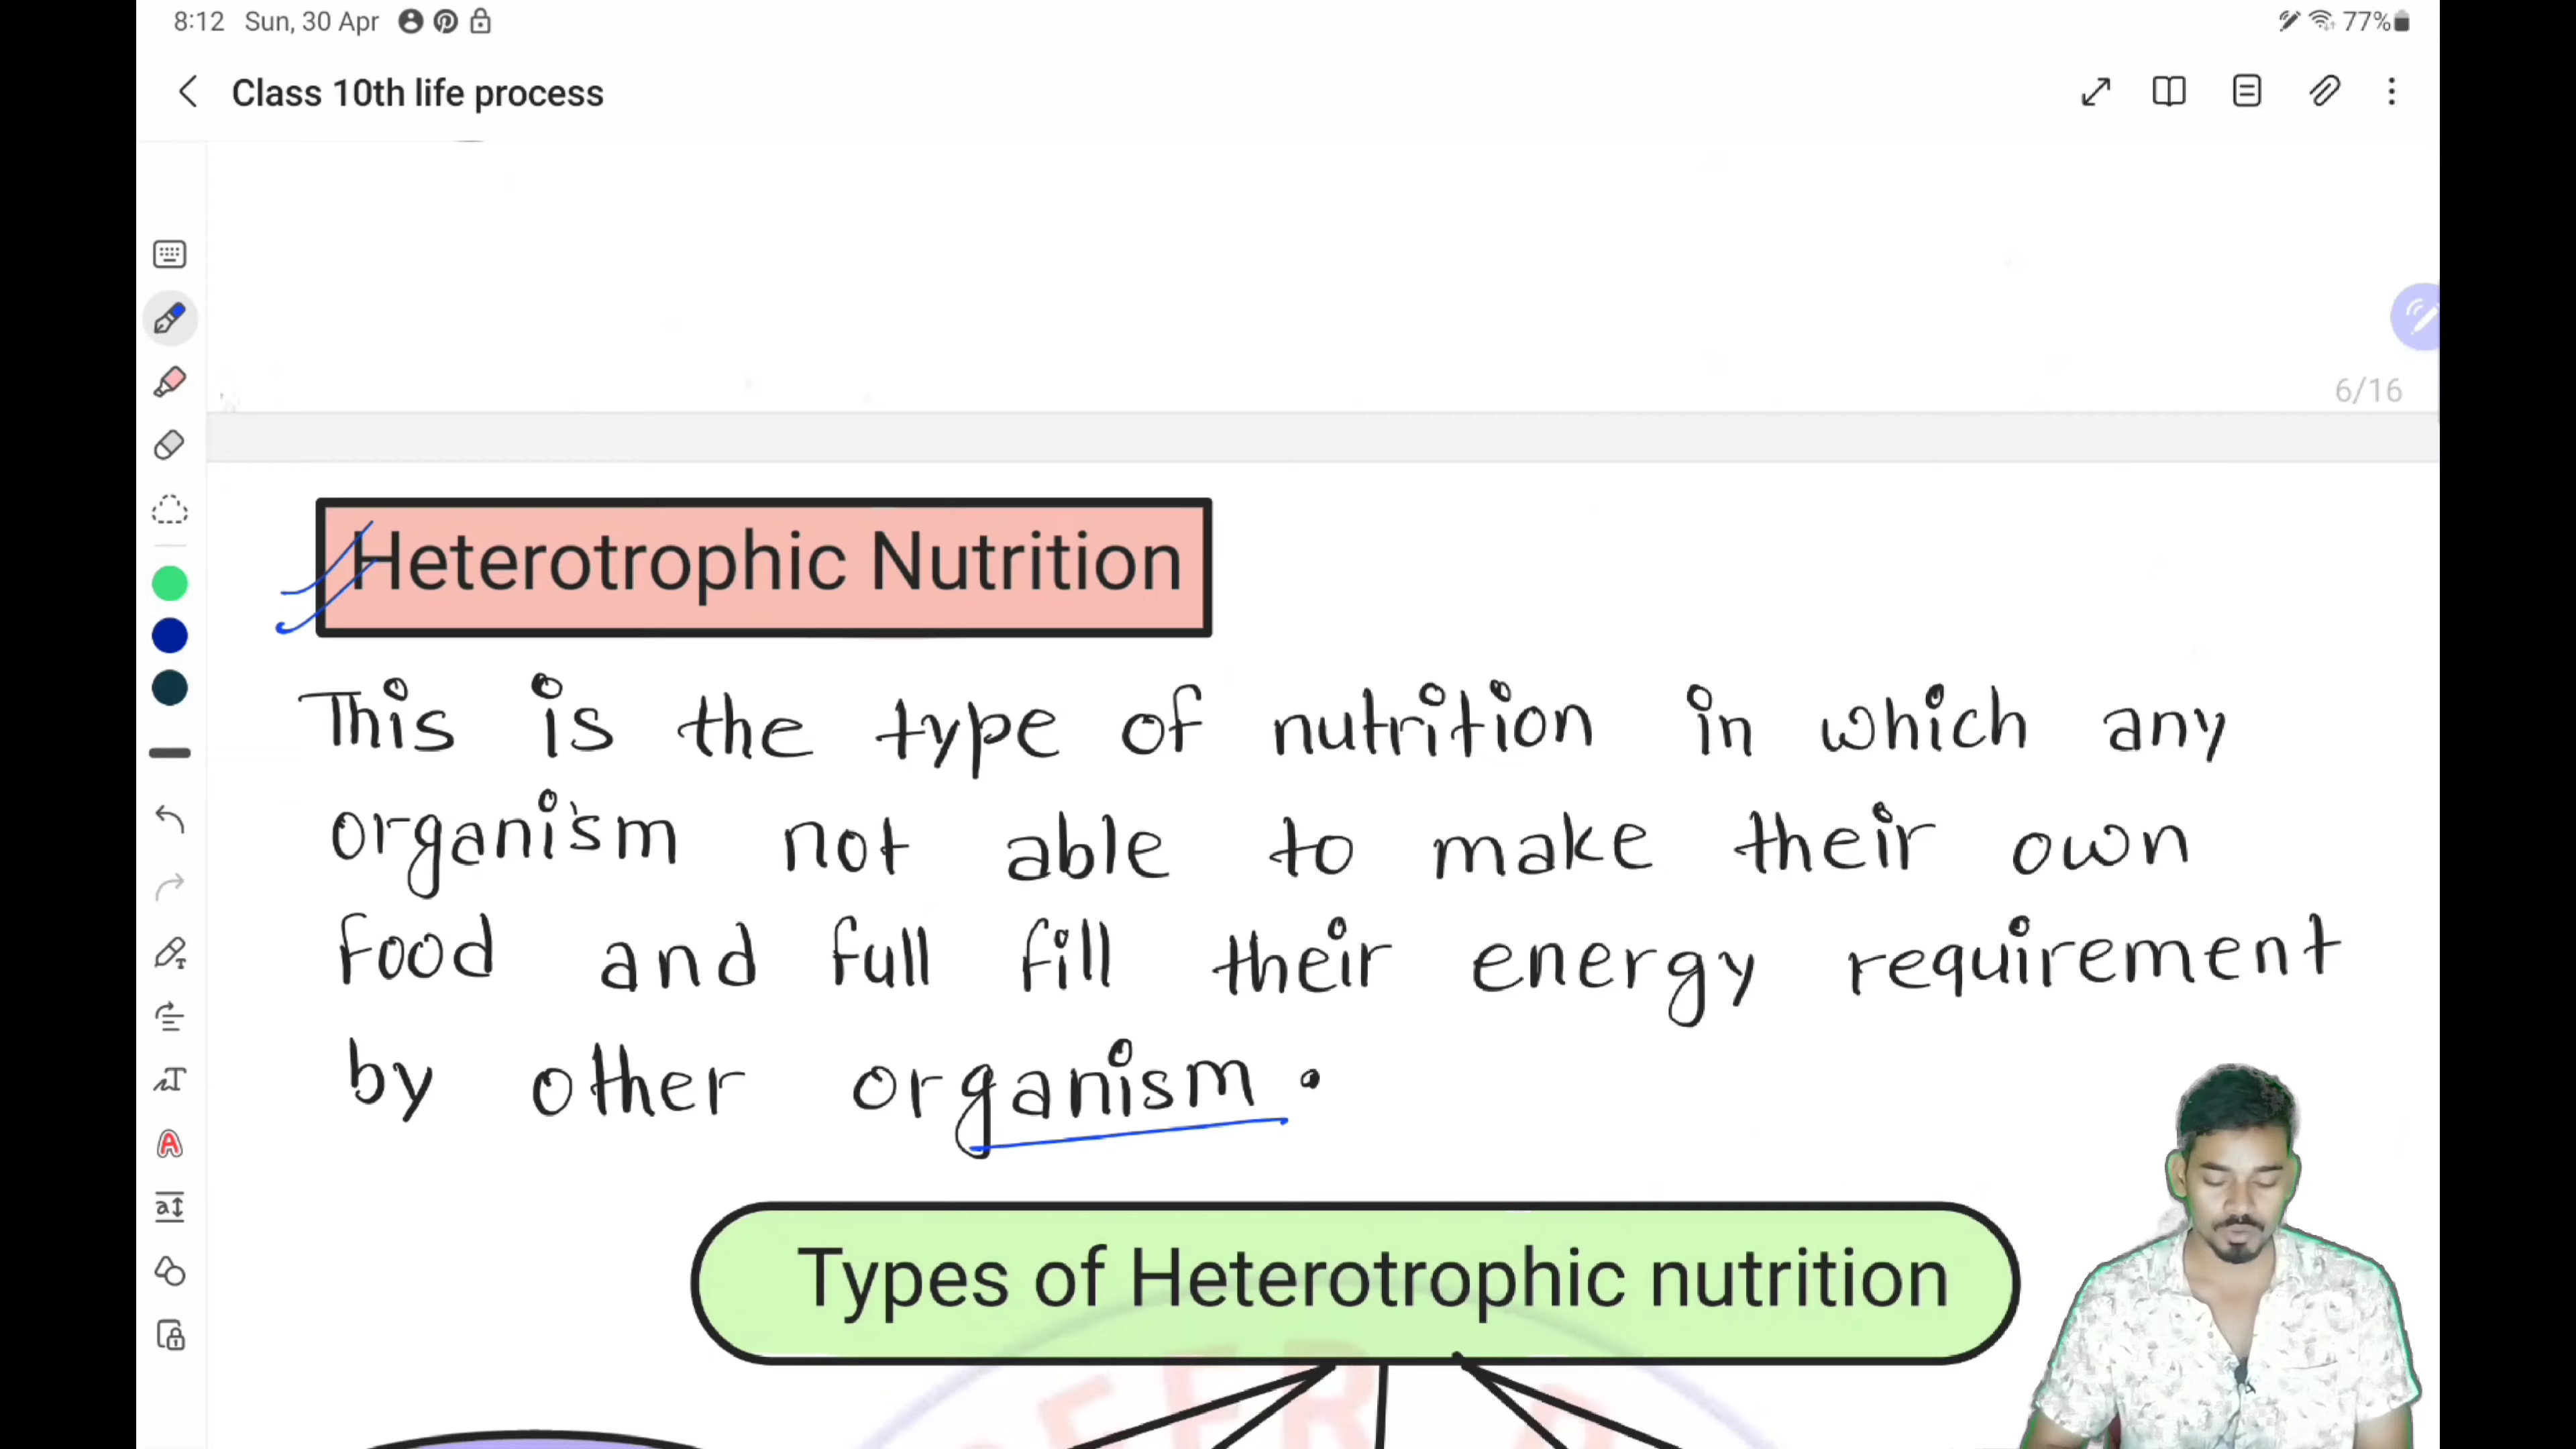 8:12 Sun, 30 Apr 77%
Class 10th life process
6/16
Heterotrophic Nutrition
This is the type of nutrition in which any
organism not able to make their own
food and full fill their energy requirement
by other organism.
Types of Heterotrophic nutrition